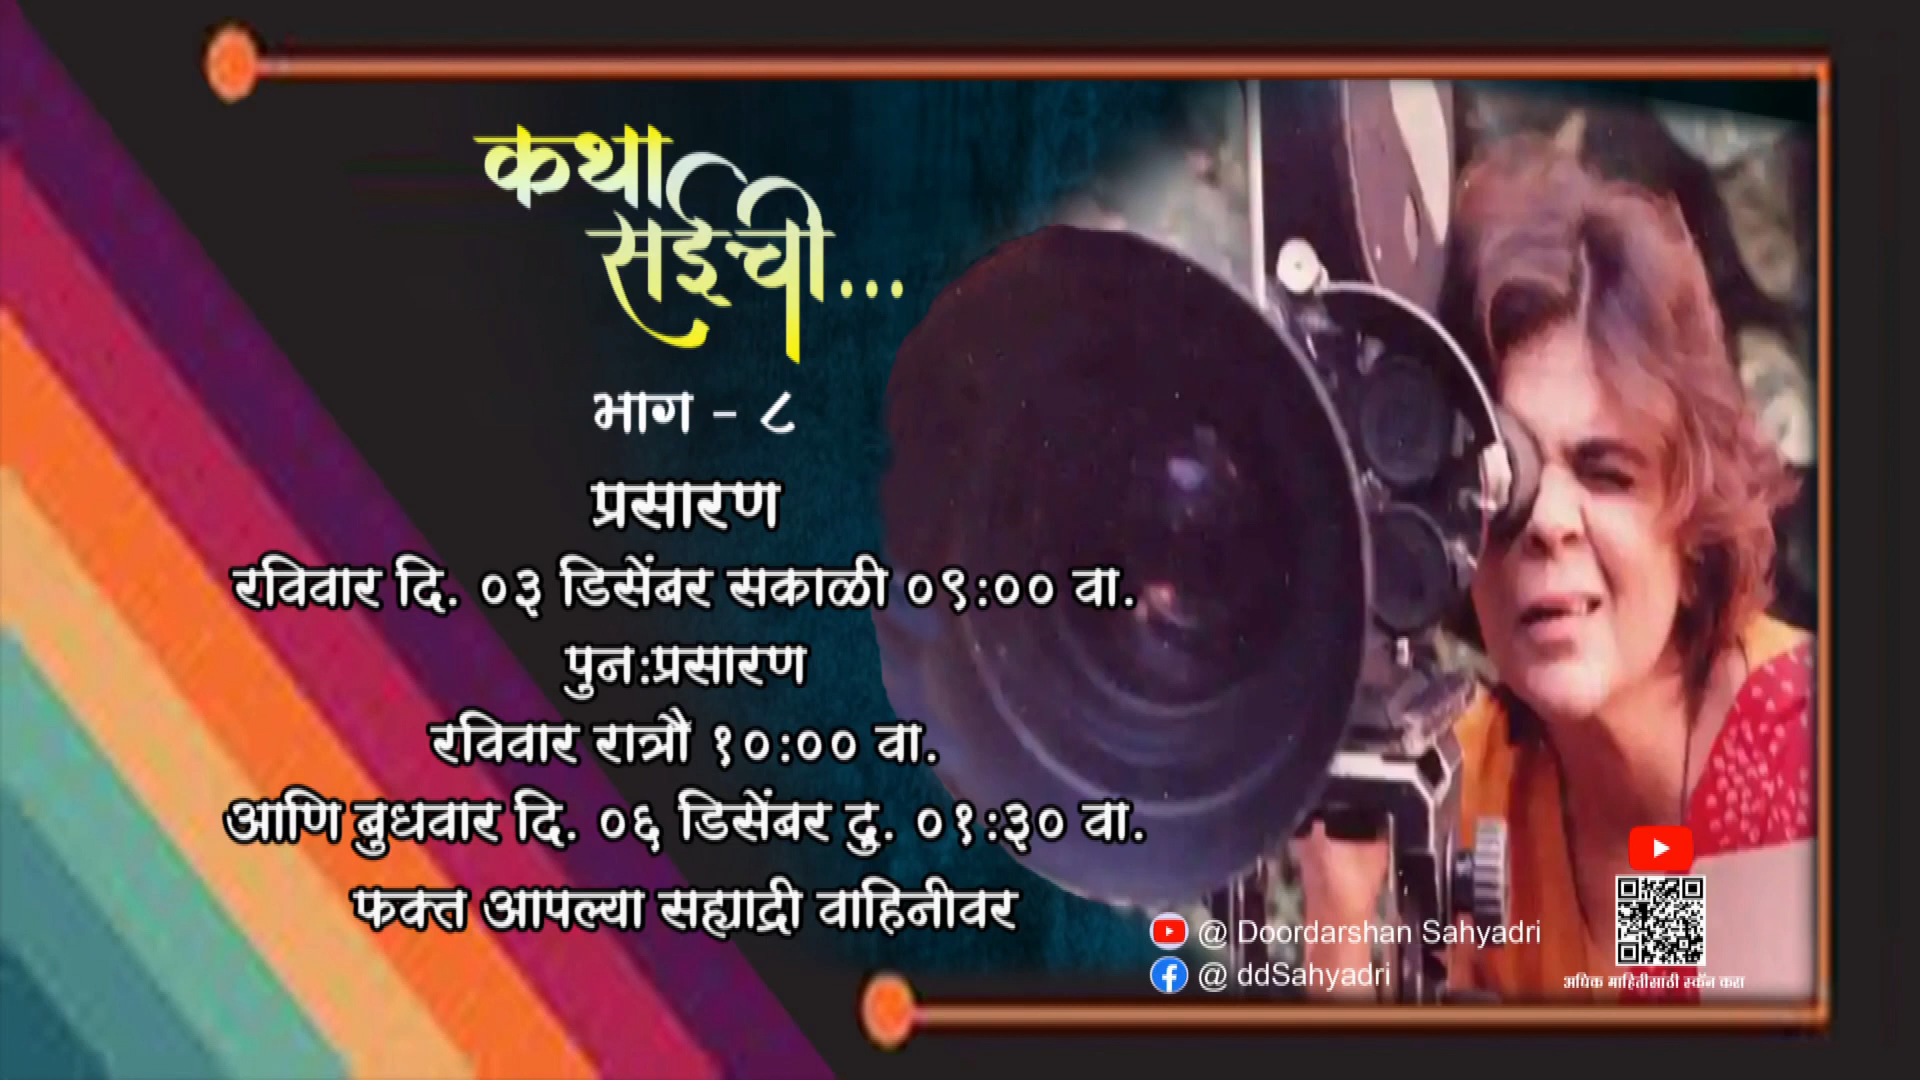 कथा
सईची...
भाग - ८
प्रसारण
रविवार दि. ०३ डिसेंबर सकाळी ०९:०० वा.
पुन:प्रसारण
रविवार रात्रौ १०:०० वा.
आणि बुधवार दि. ०६ डिसेंबर दु. ०१:३० वा.
फक्त आपल्या सह्याद्री वाहिनीवर
@ Doordarshan Sahyadri
@ ddSahyadri
अधिक माहितीसाठी स्कॅन करा